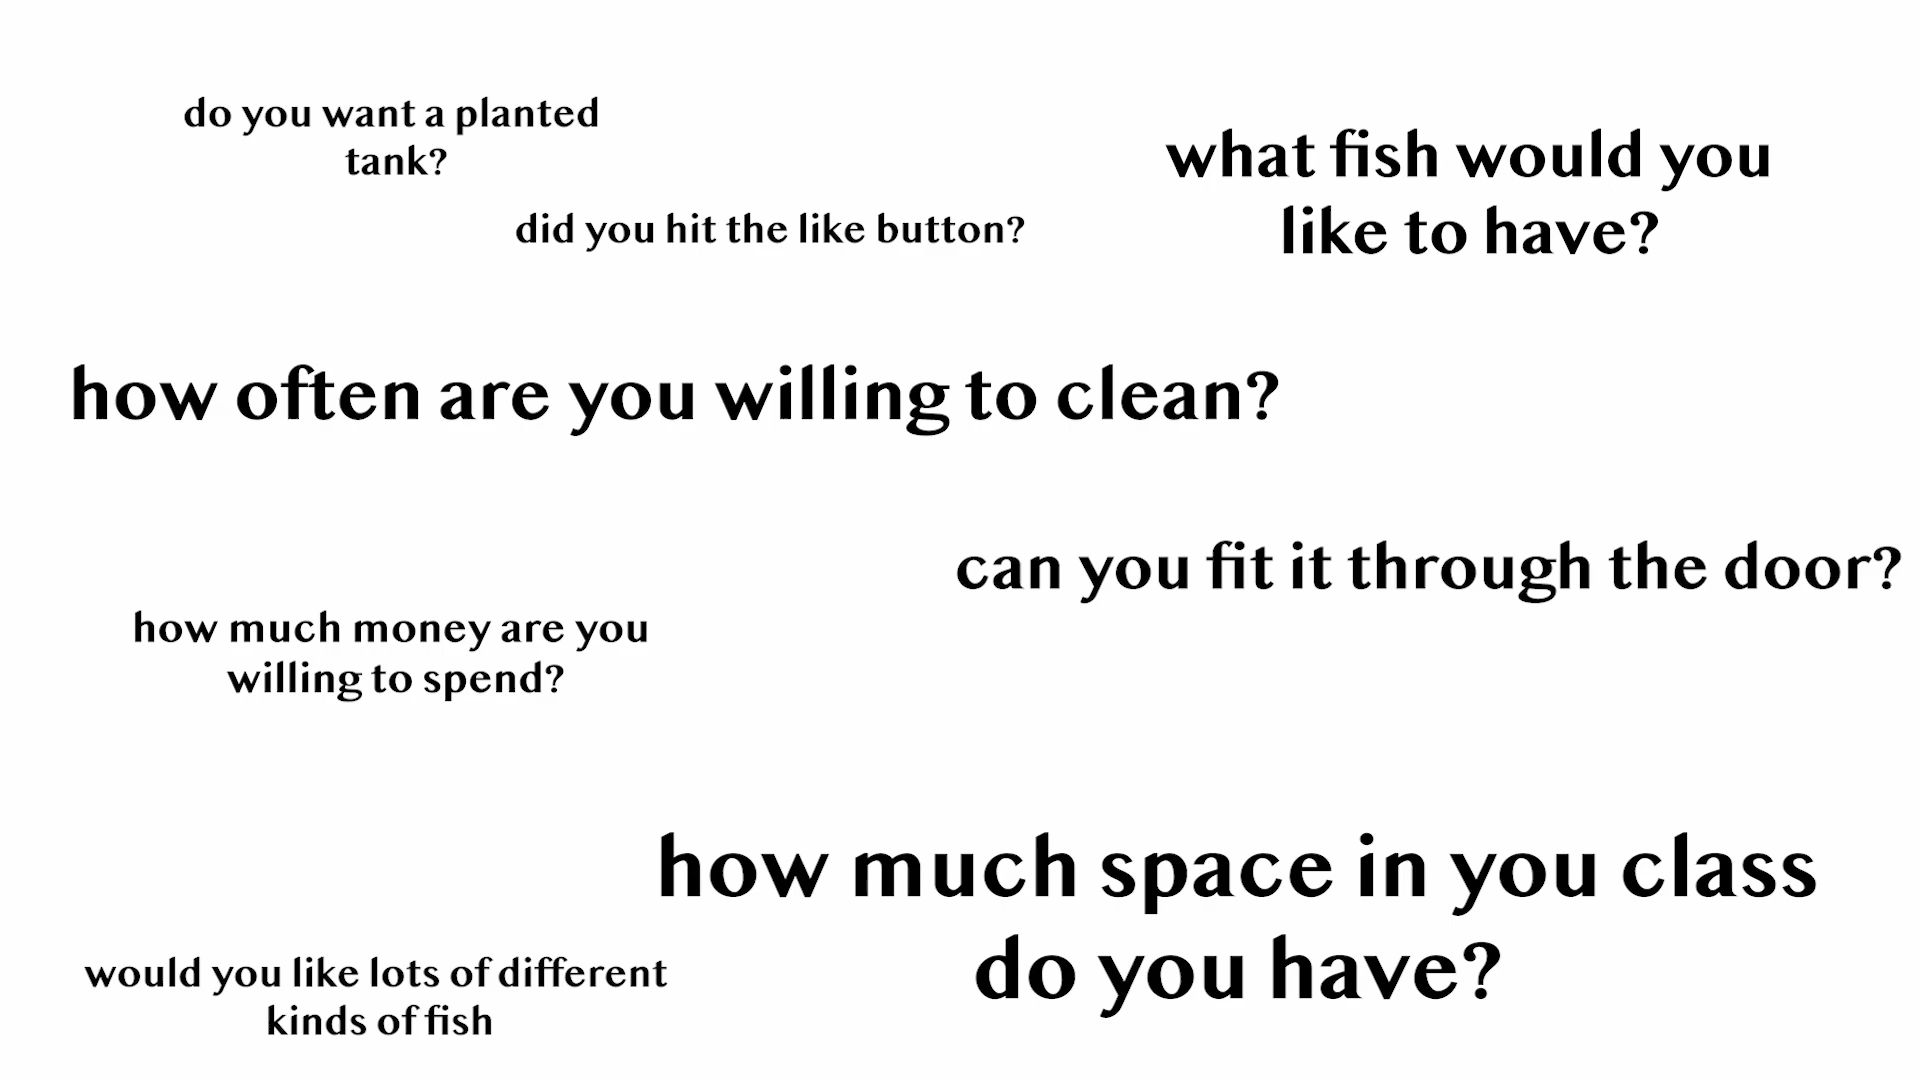 do you want a planted
tank?
did you hit the like button?
what fish would you
like to have?
how often are you willing to clean?
can you fit it through the door?
how much money are you
willing to spend?
how much space in you class
do you have?
would you like lots of different
kinds of fish